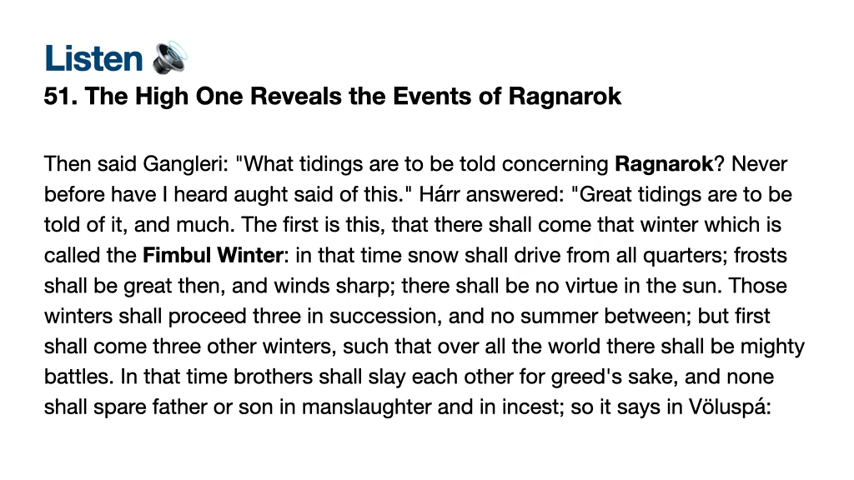 Listen 🔊
51. The High One Reveals the Events of Ragnarok
Then said Gangleri: "What tidings are to be told concerning Ragnarok? Never
before have I heard aught said of this." Hárr answered: "Great tidings are to be
told of it, and much. The first is this, that there shall come that winter which is
called the Fimbul Winter: in that time snow shall drive from all quarters; frosts
shall be great then, and winds sharp; there shall be no virtue in the sun. Those
winters shall proceed three in succession, and no summer between; but first
shall come three other winters, such that over all the world there shall be mighty
battles. In that time brothers shall slay each other for greed's sake, and none
shall spare father or son in manslaughter and in incest; so it says in Völuspá: